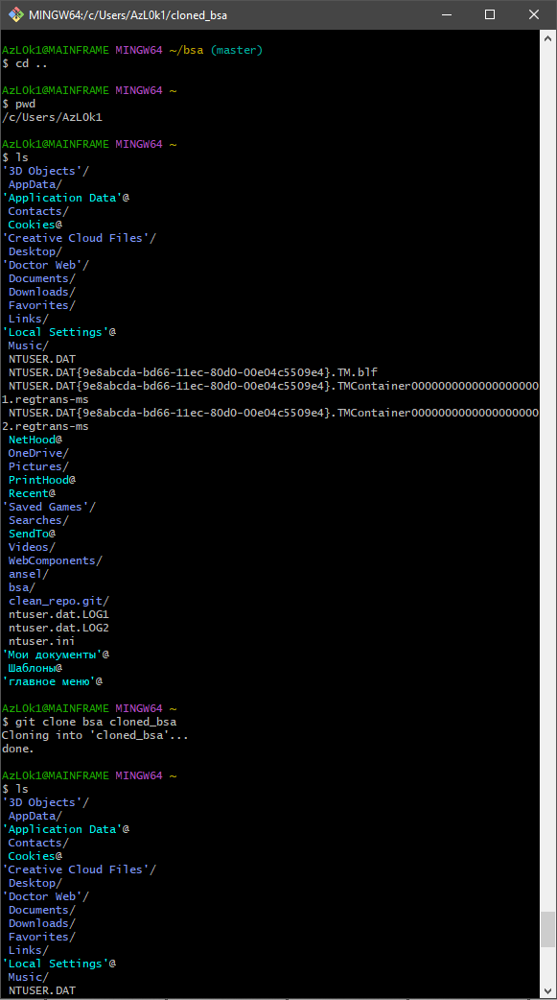 MINGW64:/c/Users/AzL0k1/cloned_bsa
AzL0k1@MAINFRAME MINGW64 ~/bsa (master)
$ cd ..
AzL0k1@MAINFRAME MINGW64 ~
$ pwd
/c/Users/AzL0k1
AzL0k1@MAINFRAME MINGW64 ~
$ ls
'3D Objects'/
AppData/
'Application Data'@
Contacts/
Cookies@
'Creative Cloud Files'/
Desktop/
'Doctor Web'/
Documents/
Downloads/
Favorites/
Links/
'Local Settings'@
Music/
NTUSER.DAT
NTUSER.DAT{9e8abcda-bd66-11ec-80d0-00e04c5509e4}.TM.blf
NTUSER.DAT{9e8abcda-bd66-11ec-80d0-00e04c5509e4}.TMContainer0000000000000000000
1.regtrans-ms
NTUSER.DAT{9e8abcda-bd66-11ec-80d0-00e04c5509e4}.TMContainer0000000000000000000
2.regtrans-ms
NetHood@
OneDrive/
Pictures/
PrintHood@
Recent@
'Saved Games'/
Searches/
SendTo@
Videos/
WebComponents/
ansel/
bsa/
clean_repo.git/
ntuser.dat.LOG1
ntuser.dat.LOG2
ntuser.ini
'Мои документы'@
Шаблоны@
'главное меню'@
AzL0k1@MAINFRAME MINGW64 ~
$ git clone bsa cloned_bsa
Cloning into 'cloned_bsa'...
done.
AzL0k1@MAINFRAME MINGW64 ~
$ ls
'3D Objects'/
AppData/
'Application Data'@
Contacts/
Cookies@
'Creative Cloud Files'/
Desktop/
'Doctor Web'/
Documents/
Downloads/
Favorites/
Links/
'Local Settings'@
Music/
NTUSER.DAT